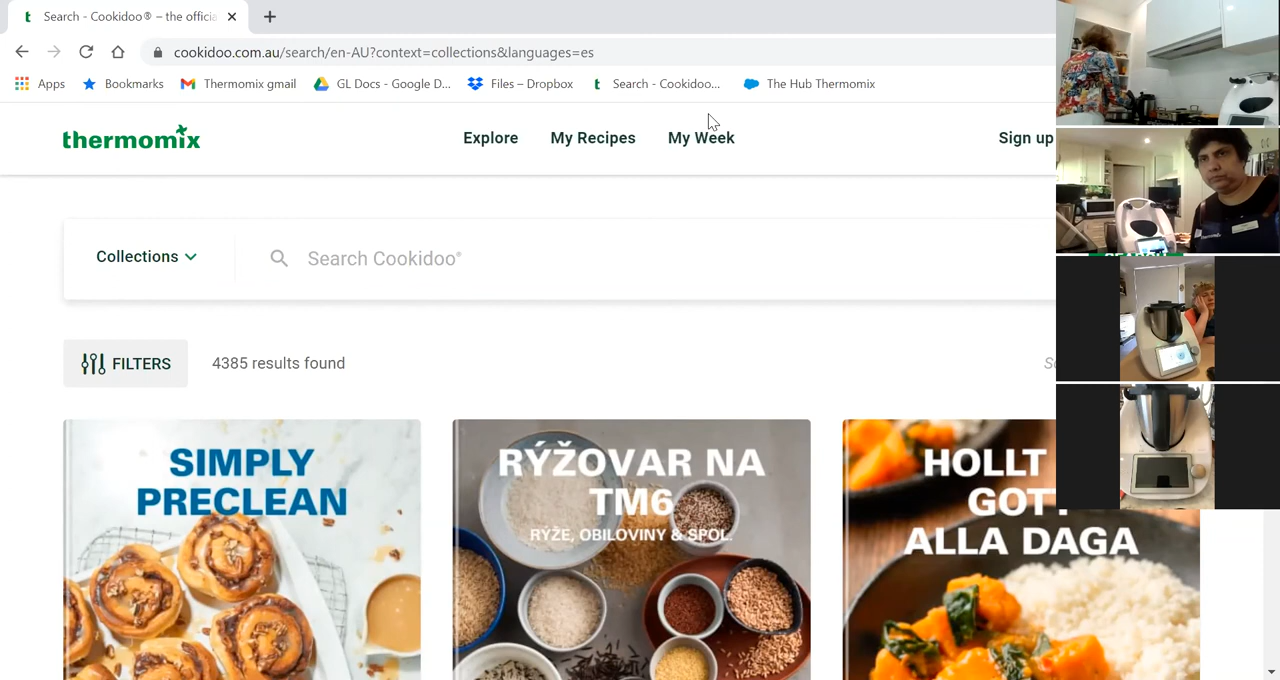 Search - Cookidoo® – the officia
cookidoo.com.au/search/en-AU?context=collections&languages=es
Apps
Bookmarks
Thermomix gmail
GL Docs - Google D...
Files – Dropbox
Search - Cookidoo...
The Hub Thermomix
thermomix
Explore
My Recipes
My Week
Sign up
Collections
Search Cookidoo®
FILTERS
4385 results found
SIMPLY
PRECLEAN
RÝŽOVAR NA
TM6
RÝŽE, OBILOVINY & SPOL.
HOLLT
GOTT
ALLA DAGA